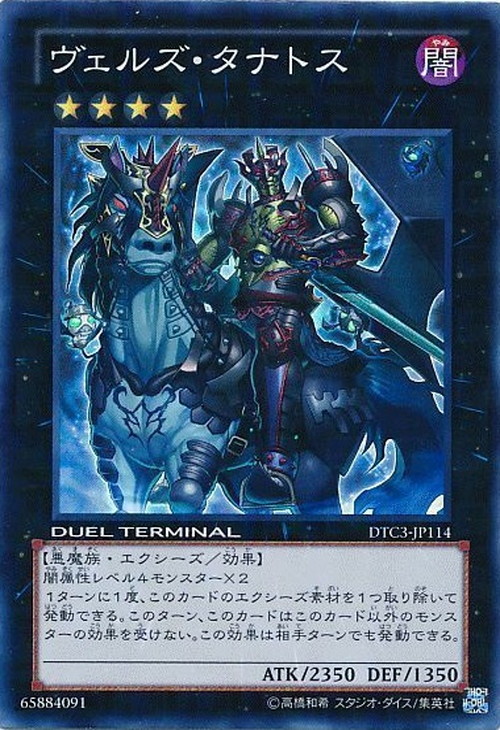 ヴェルズ・タナトス
闇
DUEL TERMINAL
DTC3-JP114
【悪魔族・エクシーズ／効果】
闇属性レベル4モンスター×2
1ターンに1度、このカードのエクシーズ素材を1つ取り除いて
発動できる。このターン、このカードはこのカード以外のモンス
ターの効果を受けない。この効果は相手ターンでも発動できる。
ATK/2350 DEF/1350
65884091
©高橋和希 スタジオ・ダイス/集英社